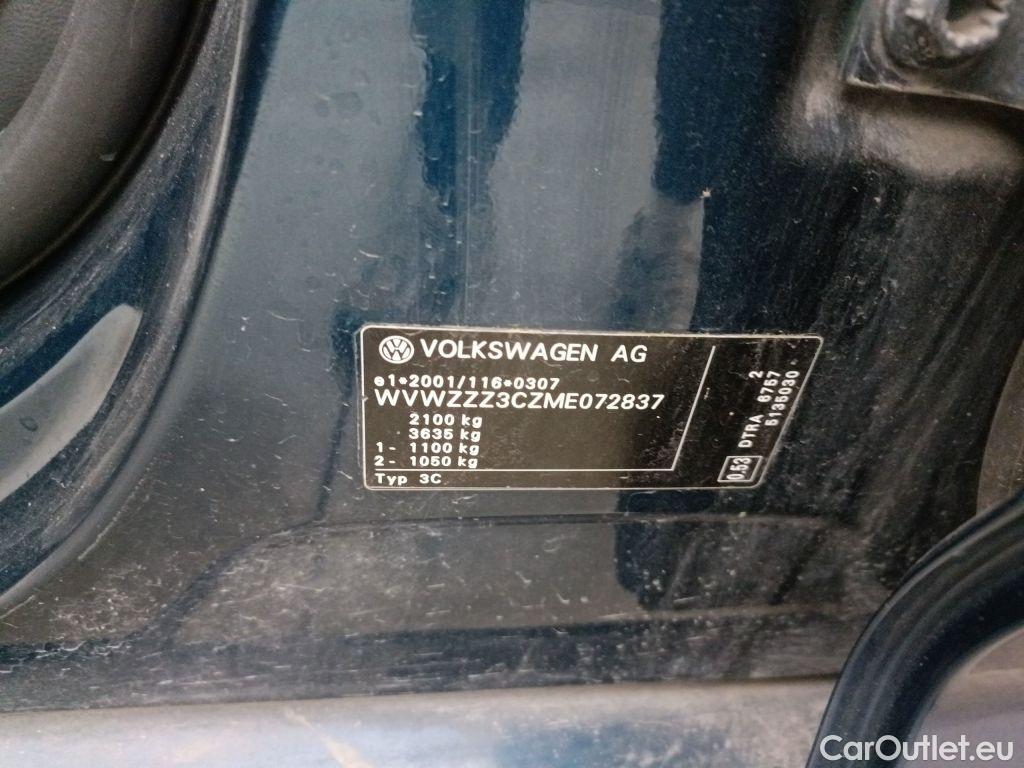 VOLKSWAGEN AG
e1*2001/116*0307
WVWZZZ3CZME072837
2100 kg
3635 kg
1- 1100 kg
2- 1050 kg
Typ 3C
0.53 DTRA 6757 2
5135030
CarOutlet.eu